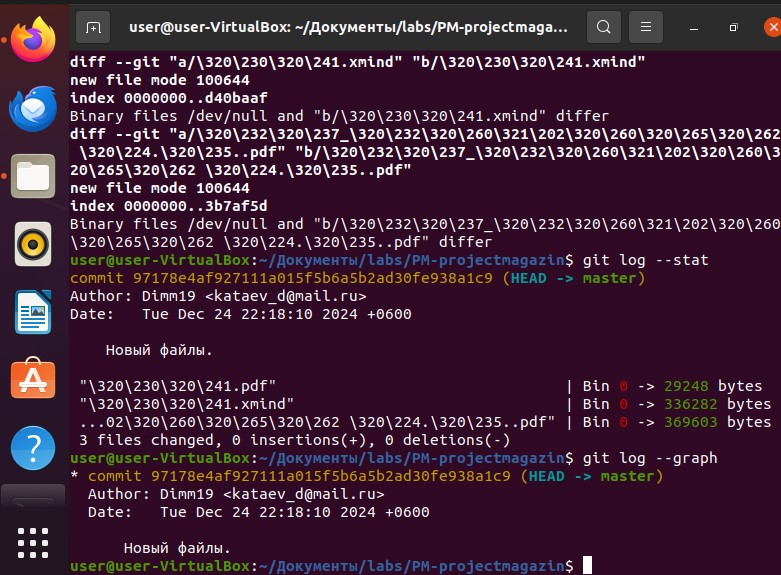 user@user-VirtualBox: ~/Документы/labs/PM-projectmaga...
diff --git "a/\320\230\320\241.xmind" "b/\320\230\320\241.xmind"
new file mode 100644
index 0000000..d40baaf
Binary files /dev/null and "b/\320\230\320\241.xmind" differ
diff --git "a/\320\232\320\237_\320\232\320\260\321\202\320\260\320\265\320\262
\320\224.\320\235..pdf" "b/\320\232\320\237_\320\232\320\260\321\202\320\260\3
20\265\320\262 \320\224.\320\235..pdf"
new file mode 100644
index 0000000..3b7af5d
Binary files /dev/null and "b/\320\232\320\237_\320\232\320\260\321\202\320\260
\320\265\320\262 \320\224.\320\235..pdf" differ
user@user-VirtualBox:~/Документы/labs/PM-projectmagazin$ git log --stat
commit 97178e4af927111a015f5b6a5b2ad30fe938a1c9 (HEAD -> master)
Author: Dimm19 <kataev_d@mail.ru>
Date:   Tue Dec 24 22:18:10 2024 +0600
Новый файлы.
"\320\230\320\241.pdf" | Bin 0 -> 29248 bytes
"\320\230\320\241.xmind" | Bin 0 -> 336282 bytes
...02\320\260\320\265\320\262 \320\224.\320\235..pdf" | Bin 0 -> 369603 bytes
3 files changed, 0 insertions(+), 0 deletions(-)
user@user-VirtualBox:~/Документы/labs/PM-projectmagazin$ git log --graph
* commit 97178e4af927111a015f5b6a5b2ad30fe938a1c9 (HEAD -> master)
Author: Dimm19 <kataev_d@mail.ru>
Date:   Tue Dec 24 22:18:10 2024 +0600
Новый файлы.
user@user-VirtualBox:~/Документы/labs/PM-projectmagazin$